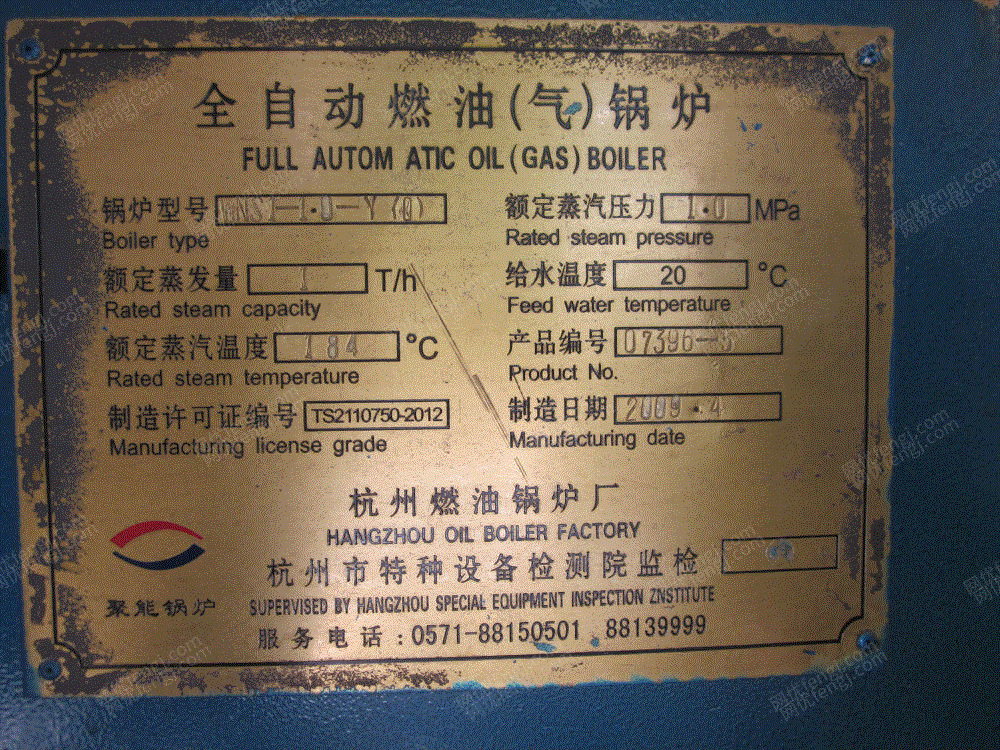 全自动燃油(气)锅炉
FULL AUTOM ATIC OIL(GAS)BOILER
锅炉型号 WNS1-1.0-Y(Q)
Boiler type
额定蒸汽压力 1.0 MPa
Rated steam pressure
额定蒸发量 1 T/h
Rated steam capacity
给水温度 20 °C
Feed water temperature
额定蒸汽温度 184 °C
Rated steam temperature
产品编号 07396-
Product No.
制造许可证编号 TS2110750-2012
Manufacturing license grade
制造日期 2009.4
Manufacturing date
杭州燃油锅炉厂
HANGZHOU OIL BOILER FACTORY
杭州市特种设备检测院监检
SUPERVISED BY HANGZHOU SPECIAL EQUIPMENT INSPECTION ZNSTITUTE
服务电话:0571-88150501 88139999
聚能锅炉